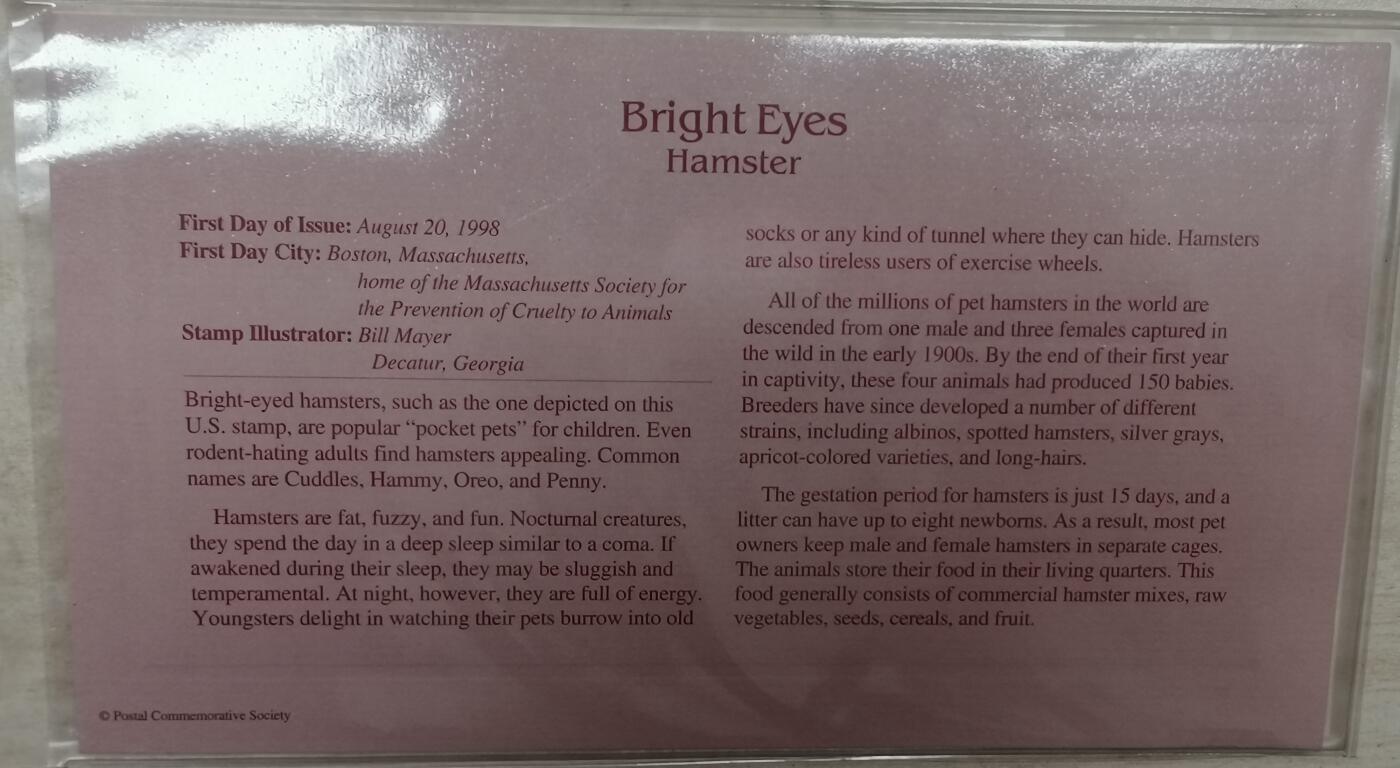 Bright Eyes
Hamster
First Day of Issue: August 20, 1998
First Day City: Boston, Massachusetts,
home of the Massachusetts Society for
the Prevention of Cruelty to Animals
Stamp Illustrator: Bill Mayer
Decatur, Georgia
Bright-eyed hamsters, such as the one depicted on this
U.S. stamp, are popular “pocket pets” for children. Even
rodent-hating adults find hamsters appealing. Common
names are Cuddles, Hammy, Oreo, and Penny.
Hamsters are fat, fuzzy, and fun. Nocturnal creatures,
they spend the day in a deep sleep similar to a coma. If
awakened during their sleep, they may be sluggish and
temperamental. At night, however, they are full of energy.
Youngsters delight in watching their pets burrow into old
socks or any kind of tunnel where they can hide. Hamsters
are also tireless users of exercise wheels.
All of the millions of pet hamsters in the world are
descended from one male and three females captured in
the wild in the early 1900s. By the end of their first year
in captivity, these four animals had produced 150 babies.
Breeders have since developed a number of different
strains, including albinos, spotted hamsters, silver grays,
apricot-colored varieties, and long-hairs.
The gestation period for hamsters is just 15 days, and a
litter can have up to eight newborns. As a result, most pet
owners keep male and female hamsters in separate cages.
The animals store their food in their living quarters. This
food generally consists of commercial hamster mixes, raw
vegetables, seeds, cereals, and fruit.
© Postal Commemorative Society